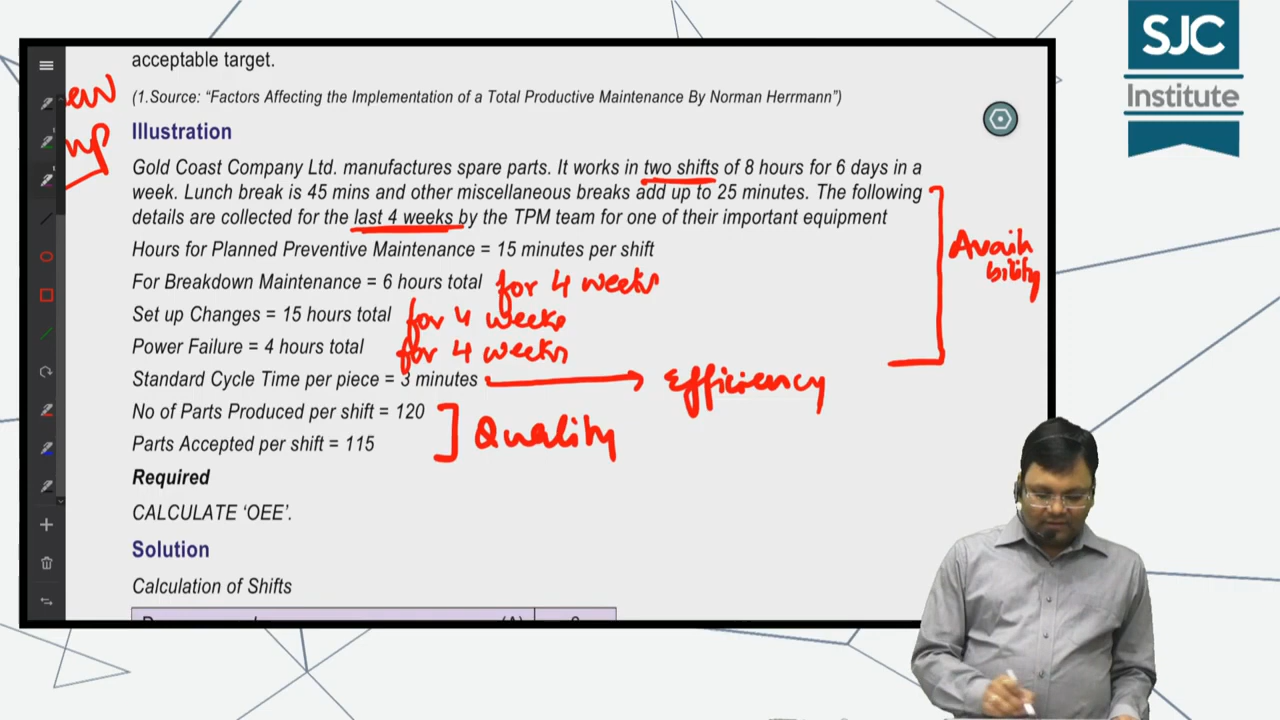 SJC
Institute
acceptable target.
(1.Source: “Factors Affecting the Implementation of a Total Productive Maintenance By Norman Herrmann”)
Illustration
Gold Coast Company Ltd. manufactures spare parts. It works in two shifts of 8 hours for 6 days in a
week. Lunch break is 45 mins and other miscellaneous breaks add up to 25 minutes. The following
details are collected for the last 4 weeks by the TPM team for one of their important equipment
Hours for Planned Preventive Maintenance = 15 minutes per shift
For Breakdown Maintenance = 6 hours total for 4 weeks
Set up Changes = 15 hours total for 4 weeks
Power Failure = 4 hours total for 4 weeks
Standard Cycle Time per piece = 3 minutes Efficiency
No of Parts Produced per shift = 120
Parts Accepted per shift = 115
Quality
Required
CALCULATE ‘OEE’.
Solution
Calculation of Shifts